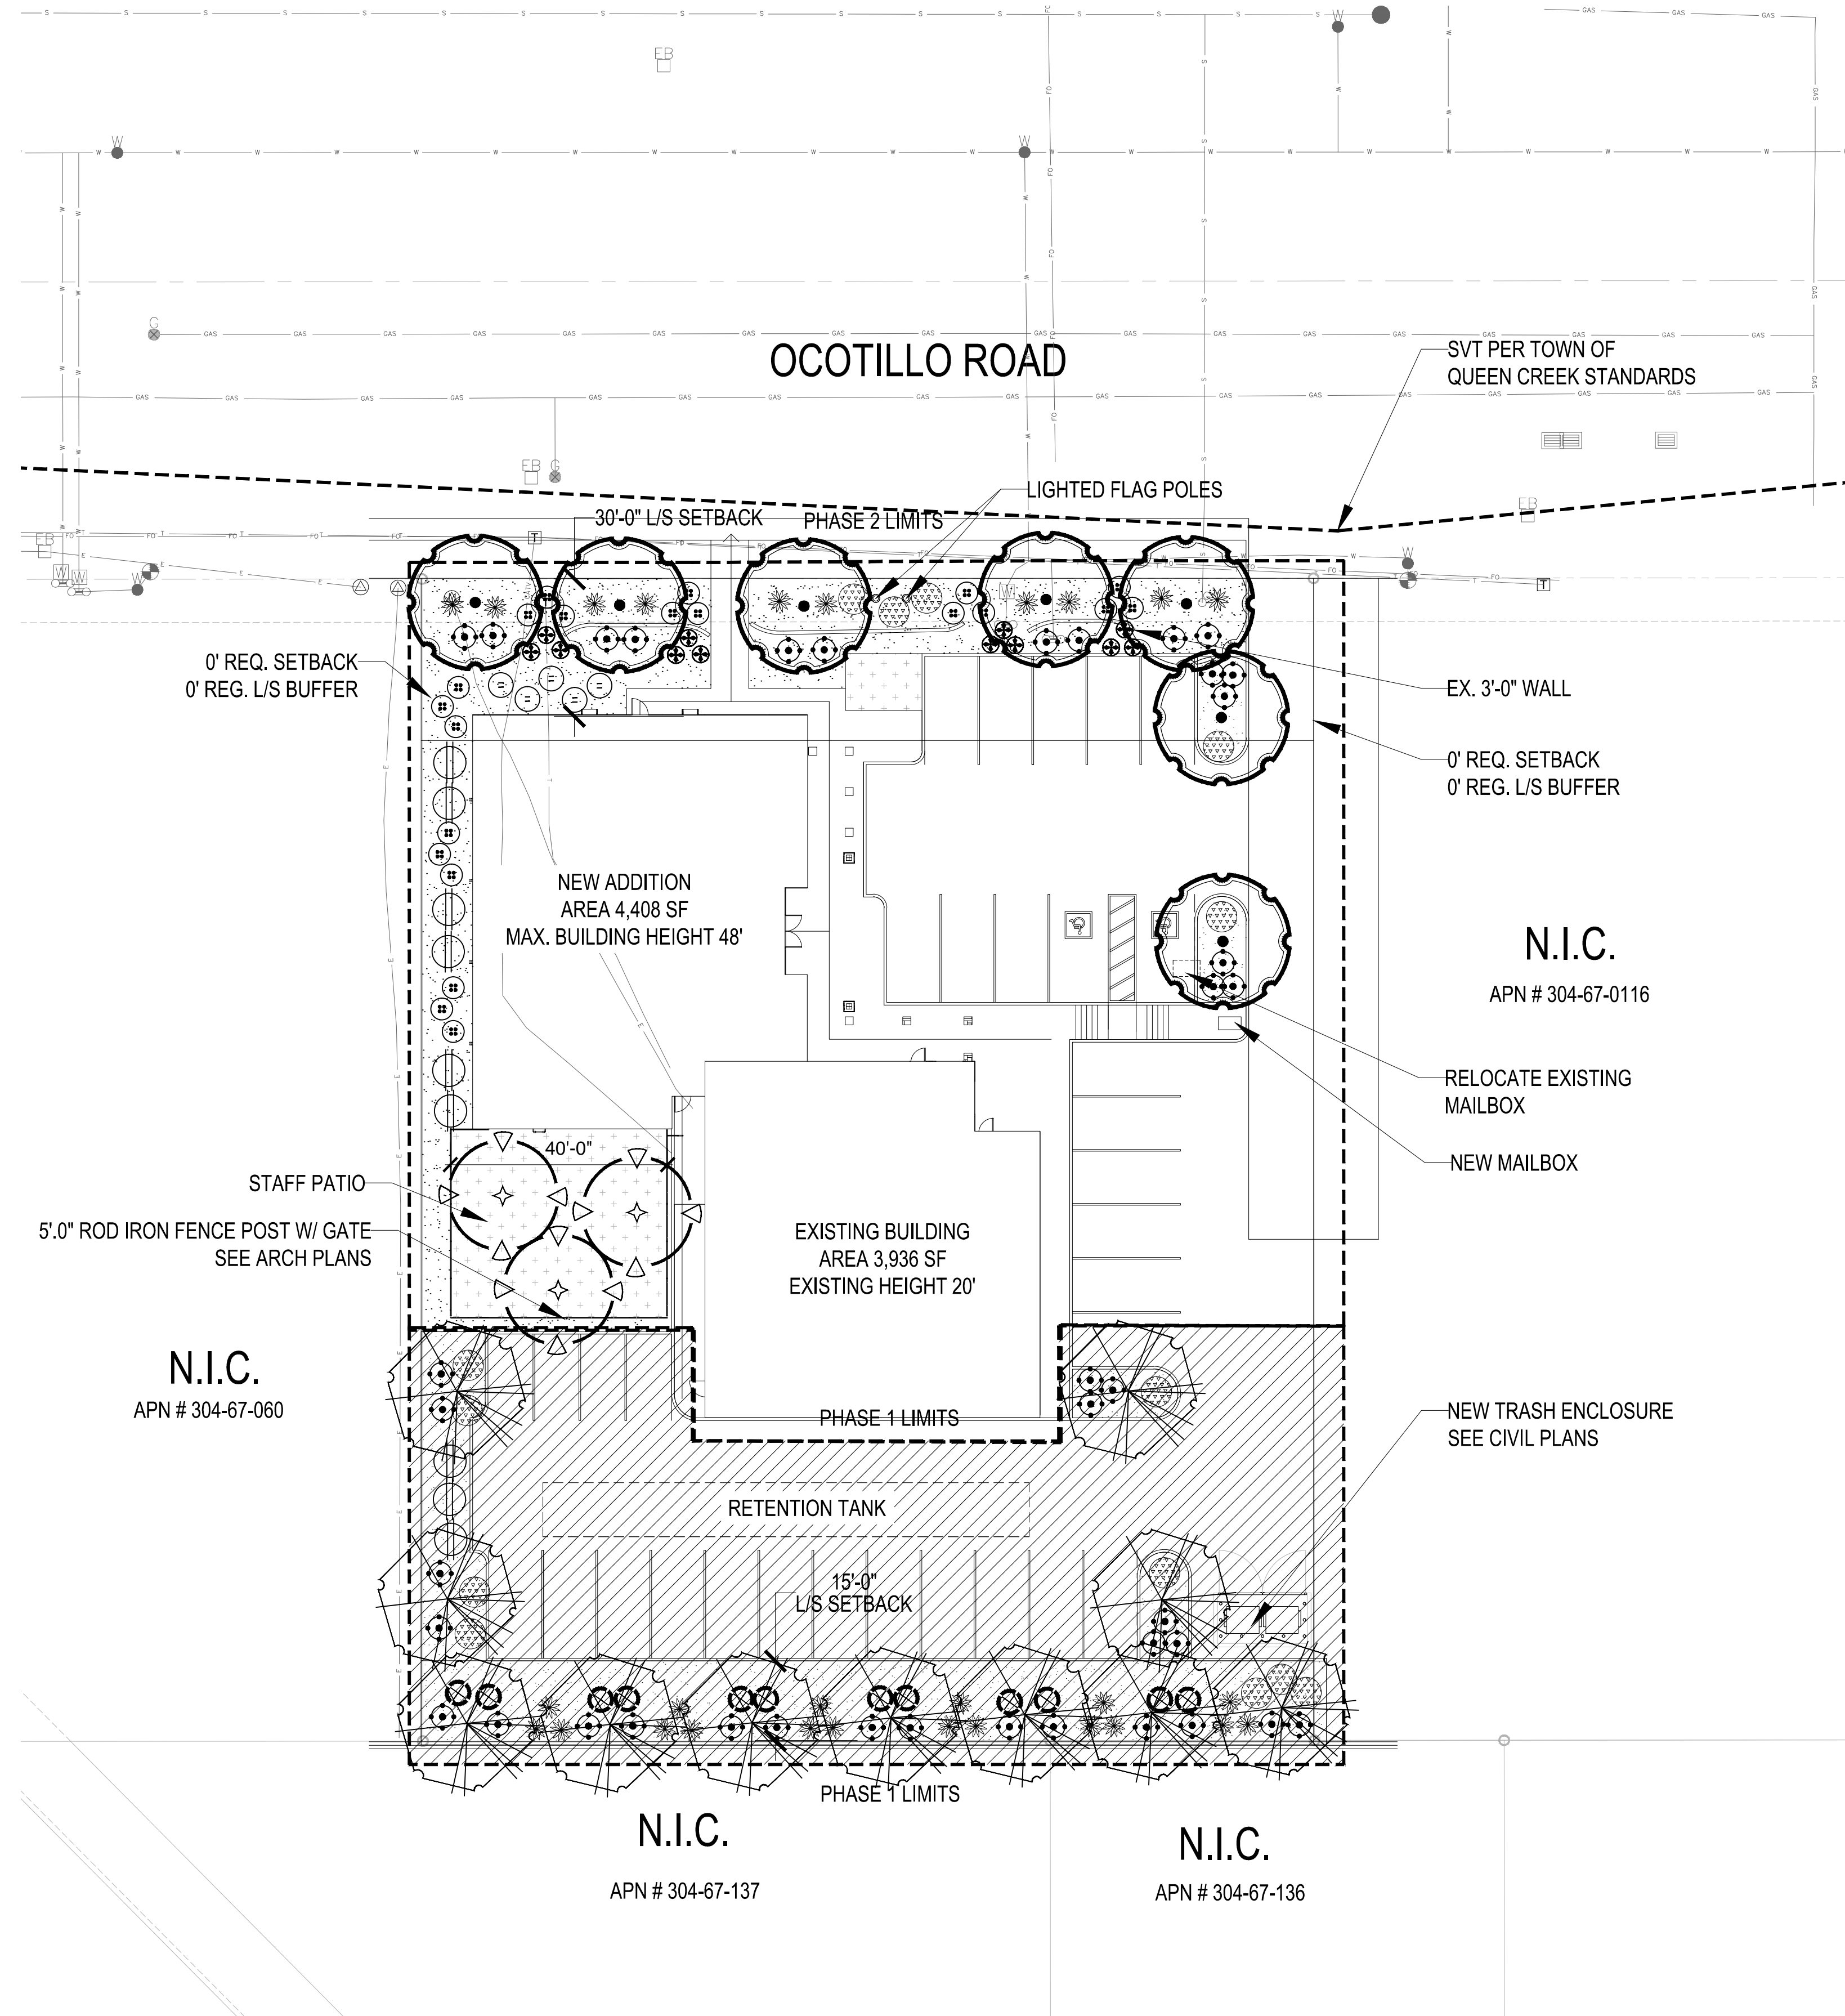 OCOTILLO ROAD
SVT PER TOWN OF
QUEEN CREEK STANDARDS
LIGHTED FLAG POLES
30'-0" L/S SETBACK
PHASE 2 LIMITS
0' REQ. SETBACK
0' REG. L/S BUFFER
EX. 3'-0" WALL
0' REQ. SETBACK
0' REG. L/S BUFFER
NEW ADDITION
AREA 4,408 SF
MAX. BUILDING HEIGHT 48'
N.I.C.
APN # 304-67-0116
RELOCATE EXISTING
MAILBOX
NEW MAILBOX
40'-0"
STAFF PATIO
5'.0" ROD IRON FENCE POST W/ GATE
SEE ARCH PLANS
EXISTING BUILDING
AREA 3,936 SF
EXISTING HEIGHT 20'
N.I.C.
APN # 304-67-060
PHASE 1 LIMITS
NEW TRASH ENCLOSURE
SEE CIVIL PLANS
RETENTION TANK
15'-0"
L/S SETBACK
PHASE 1 LIMITS
N.I.C.
APN # 304-67-137
N.I.C.
APN # 304-67-136